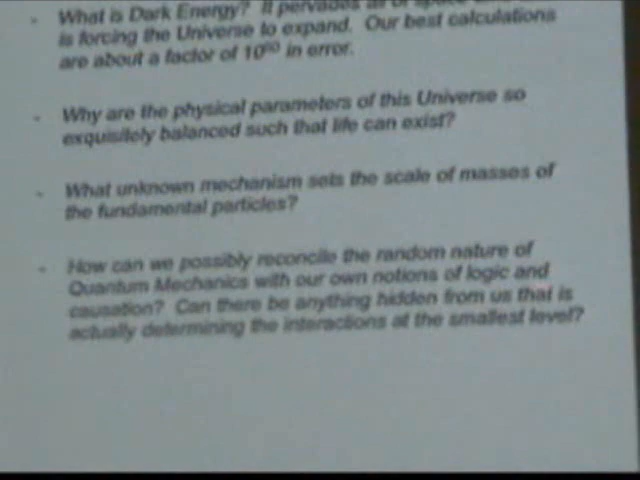 - What is Dark Energy? It pervades all of space
is forcing the Universe to expand. Our best calculations
are about a factor of 10 in error.
- Why are the physical parameters of this Universe so
exquisitely balanced such that life can exist?
- What unknown mechanism sets the scale of masses of
the fundamental particles?
- How can we possibly reconcile the random nature of
Quantum Mechanics with our own notions of logic and
causation? Can there be anything hidden from us that is
actually determining the interactions at the smallest level?